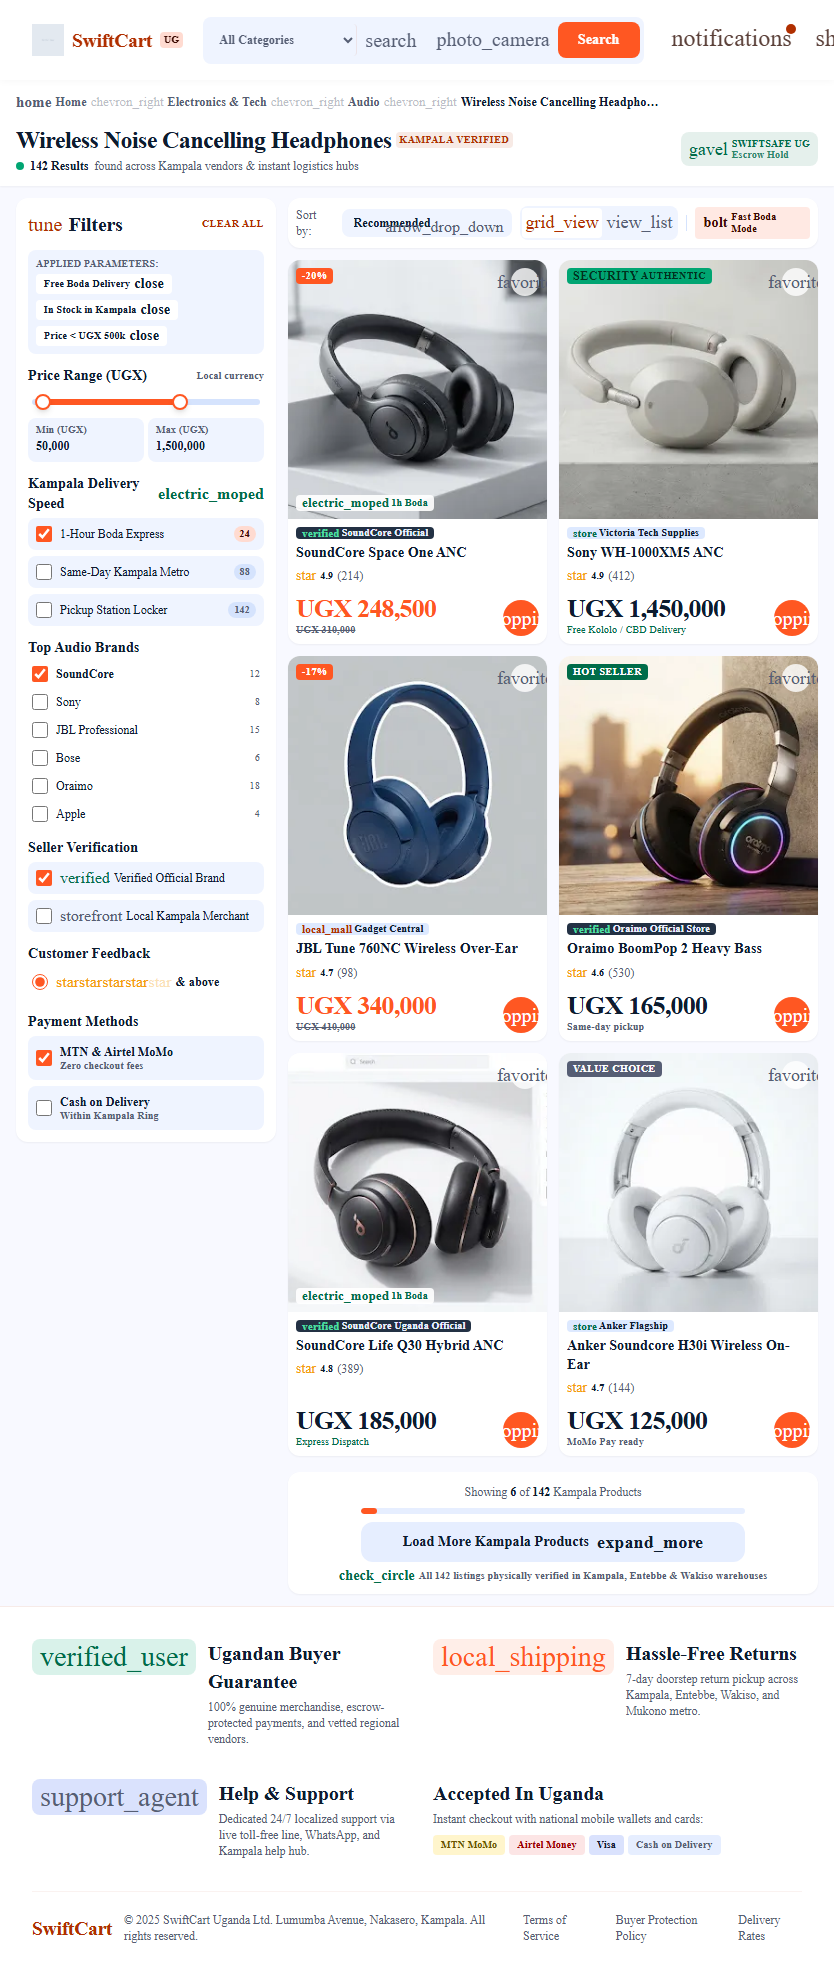 SwiftCart UG All Categories search photo_camera Search notifications sh
home Home chevron_right Electronics & Tech chevron_right Audio chevron_right Wireless Noise Cancelling Headpho...
Wireless Noise Cancelling Headphones KAMPALA VERIFIED
142 Results found across Kampala vendors & instant logistics hubs
gavel SWIFTSAFE UG
Escrow Hold
tune Filters CLEAR ALL
APPLIED PARAMETERS:
Free Boda Delivery close
In Stock in Kampala close
Price < UGX 500k close
Price Range (UGX) Local currency
Min (UGX) Max (UGX)
50,000 1,500,000
Kampala Delivery
Speed electric_moped
1-Hour Boda Express 24
Same-Day Kampala Metro 88
Pickup Station Locker 142
Top Audio Brands
SoundCore 12
Sony 8
JBL Professional 15
Bose 6
Oraimo 18
Apple 4
Seller Verification
verified Verified Official Brand
storefront Local Kampala Merchant
Customer Feedback
starstarstarstarstar & above
Payment Methods
MTN & Airtel MoMo
Zero checkout fees
Cash on Delivery
Within Kampala Ring
Sort
by:
Recommended arrow_drop_down
grid_view view_list
bolt Fast Boda
Mode
-20% favorite
electric_moped 1h Boda
verified SoundCore Official
SoundCore Space One ANC
star 4.9 (214)
UGX 248,500 oppi
UGX 310,000
SECURITY AUTHENTIC favorite
store Victoria Tech Supplies
Sony WH-1000XM5 ANC
star 4.9 (412)
UGX 1,450,000 oppi
Free Kololo / CBD Delivery
-17% favorite
JBL
local_mall Gadget Central
JBL Tune 760NC Wireless Over-Ear
star 4.7 (98)
UGX 340,000 oppi
UGX 410,000
HOT SELLER favorite
oraimo
verified Oraimo Official Store
Oraimo BoomPop 2 Heavy Bass
star 4.6 (530)
UGX 165,000 oppi
Same-day pickup
Search
favorite
electric_moped 1h Boda
verified SoundCore Uganda Official
SoundCore Life Q30 Hybrid ANC
star 4.8 (389)
UGX 185,000 oppi
Express Dispatch
VALUE CHOICE favorite
store Anker Flagship
Anker Soundcore H30i Wireless On-
Ear
star 4.7 (144)
UGX 125,000 oppi
MoMo Pay ready
Showing 6 of 142 Kampala Products
Load More Kampala Products expand_more
check_circle All 142 listings physically verified in Kampala, Entebbe & Wakiso warehouses
verified_user Ugandan Buyer
Guarantee
100% genuine merchandise, escrow-
protected payments, and vetted regional
vendors.
local_shipping Hassle-Free Returns
7-day doorstep return pickup across
Kampala, Entebbe, Wakiso, and
Mukono metro.
support_agent Help & Support
Dedicated 24/7 localized support via
live toll-free line, WhatsApp, and
Kampala help hub.
Accepted In Uganda
Instant checkout with national mobile wallets and cards:
MTN MoMo Airtel Money Visa Cash on Delivery
SwiftCart © 2025 SwiftCart Uganda Ltd. Lumumba Avenue, Nakasero, Kampala. All
rights reserved.
Terms of
Service
Buyer Protection
Policy
Delivery
Rates